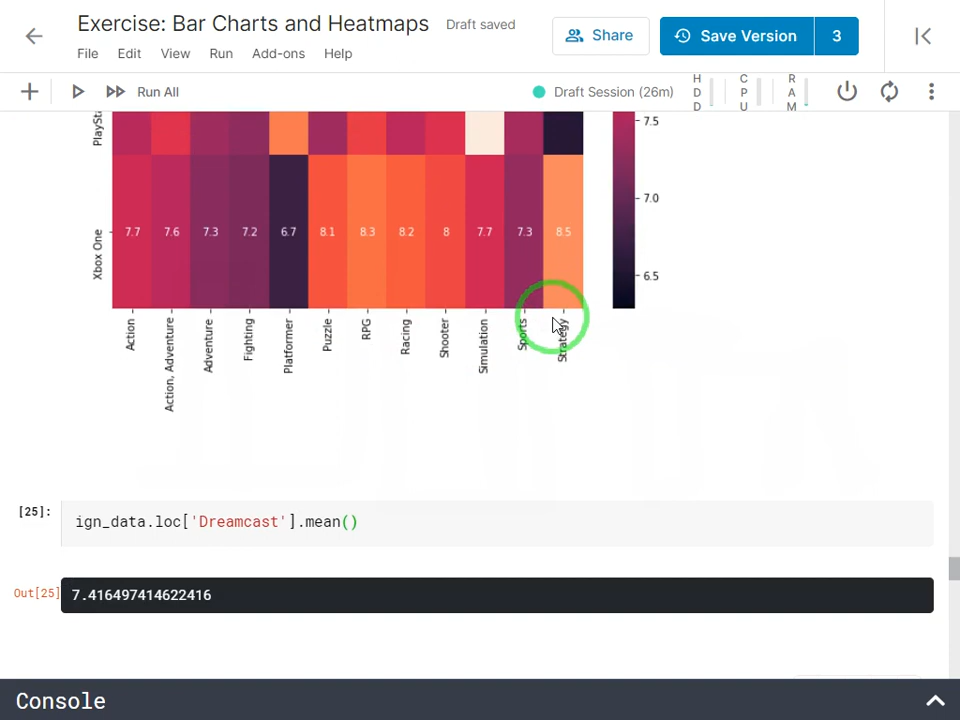 Exercise: Bar Charts and Heatmaps Draft saved
Share
Save Version 3
File Edit View Run Add-ons Help
Run All
Draft Session (26m)
HDD
CPU
RAM
PlaySta
7.5
7.0
6.5
Xbox One
7.7 7.6 7.3 7.2 6.7 8.1 8.3 8.2 8 7.7 7.3 8.5
Action
Action, Adventure
Adventure
Fighting
Platformer
Puzzle
RPG
Racing
Shooter
Simulation
Sports
Strategy
[25]:
ign_data.loc['Dreamcast'].mean()
Out[25]
7.416497414622416
Console